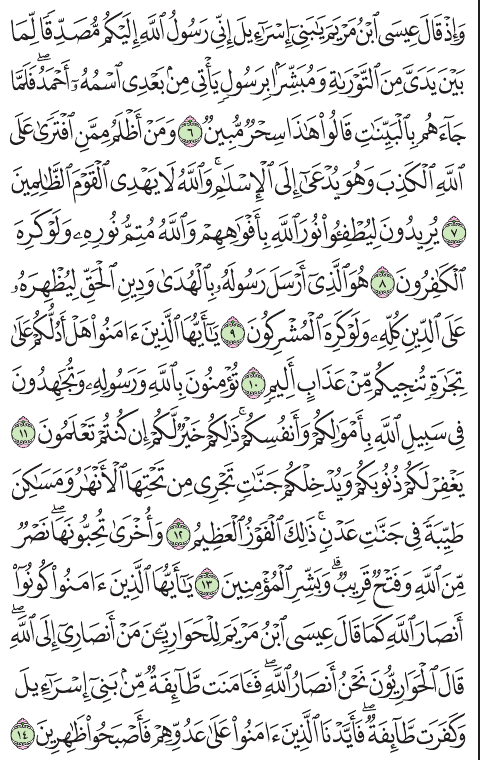 وَإِذْ قَالَ عِيسَى ٱبْنُ مَرْيَمَ يَٰبَنِىٓ إِسْرَٰٓءِيلَ إِنِّى رَسُولُ ٱللَّهِ إِلَيْكُم مُّصَدِّقًا لِّمَا
بَيْنَ يَدَىَّ مِنَ ٱلتَّوْرَىٰةِ وَمُبَشِّرًۢا بِرَسُولٍ يَأْتِى مِنۢ بَعْدِى ٱسْمُهُۥٓ أَحْمَدُ ۖ فَلَمَّا
جَآءَهُم بِٱلْبَيِّنَٰتِ قَالُوا۟ هَٰذَا سِحْرٌ مُّبِينٌ ٦ وَمَنْ أَظْلَمُ مِمَّنِ ٱفْتَرَىٰ عَلَى
ٱللَّهِ ٱلْكَذِبَ وَهُوَ يُدْعَىٰٓ إِلَى ٱلْإِسْلَٰمِ ۚ وَٱللَّهُ لَا يَهْدِى ٱلْقَوْمَ ٱلظَّٰلِمِينَ
٧ يُرِيدُونَ لِيُطْفِـُٔوا۟ نُورَ ٱللَّهِ بِأَفْوَٰهِهِمْ وَٱللَّهُ مُتِمُّ نُورِهِۦ وَلَوْ كَرِهَ
ٱلْكَٰفِرُونَ ٨ هُوَ ٱلَّذِىٓ أَرْسَلَ رَسُولَهُۥ بِٱلْهُدَىٰ وَدِينِ ٱلْحَقِّ لِيُظْهِرَهُۥ
عَلَى ٱلدِّينِ كُلِّهِۦ وَلَوْ كَرِهَ ٱلْمُشْرِكُونَ ٩ يَٰٓأَيُّهَا ٱلَّذِينَ ءَامَنُوا۟ هَلْ أَدُلُّكُمْ عَلَىٰ
تِجَٰرَةٍ تُنجِيكُم مِّنْ عَذَابٍ أَلِيمٍ ١٠ تُؤْمِنُونَ بِٱللَّهِ وَرَسُولِهِۦ وَتُجَٰهِدُونَ
فِى سَبِيلِ ٱللَّهِ بِأَمْوَٰلِكُمْ وَأَنفُسِكُمْ ۚ ذَٰلِكُمْ خَيْرٌ لَّكُمْ إِن كُنتُمْ تَعْلَمُونَ ١١
يَغْفِرْ لَكُمْ ذُنُوبَكُمْ وَيُدْخِلْكُمْ جَنَّٰتٍ تَجْرِى مِن تَحْتِهَا ٱلْأَنْهَٰرُ وَمَسَٰكِنَ
طَيِّبَةً فِى جَنَّٰتِ عَدْنٍ ۚ ذَٰلِكَ ٱلْفَوْزُ ٱلْعَظِيمُ ١٢ وَأُخْرَىٰ تُحِبُّونَهَا ۖ نَصْرٌ
مِّنَ ٱللَّهِ وَفَتْحٌ قَرِيبٌ ۗ وَبَشِّرِ ٱلْمُؤْمِنِينَ ١٣ يَٰٓأَيُّهَا ٱلَّذِينَ ءَامَنُوا۟ كُونُوٓا۟
أَنصَارَ ٱللَّهِ كَمَا قَالَ عِيسَى ٱبْنُ مَرْيَمَ لِلْحَوَارِيِّۦنَ مَنْ أَنصَارِىٓ إِلَى ٱللَّهِ ۖ
قَالَ ٱلْحَوَارِيُّونَ نَحْنُ أَنصَارُ ٱللَّهِ ۖ فَـَٔامَنَت طَّآئِفَةٌ مِّنۢ بَنِىٓ إِسْرَٰٓءِيلَ
وَكَفَرَت طَّآئِفَةٌ ۖ فَأَيَّدْنَا ٱلَّذِينَ ءَامَنُوا۟ عَلَىٰ عَدُوِّهِمْ فَأَصْبَحُوا۟ ظَٰهِرِينَ ١٤